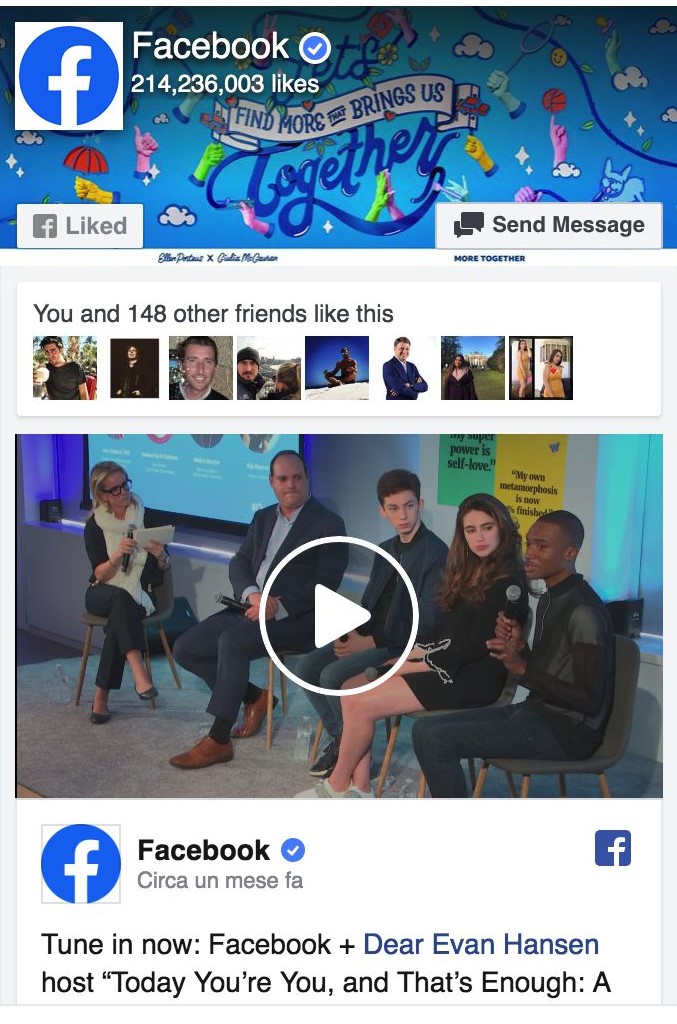 Facebook
214,236,003 likes
Let's
FIND MORE THAT BRINGS US
Together
Liked
Send Message
Ellen Porteus X Giulia McGauran
MORE TOGETHER
You and 148 other friends like this
my super
power is
self-love."
"My own
metamorphosis
is now
% finished
Facebook
Circa un mese fa
Tune in now: Facebook + Dear Evan Hansen
host “Today You’re You, and That’s Enough: A